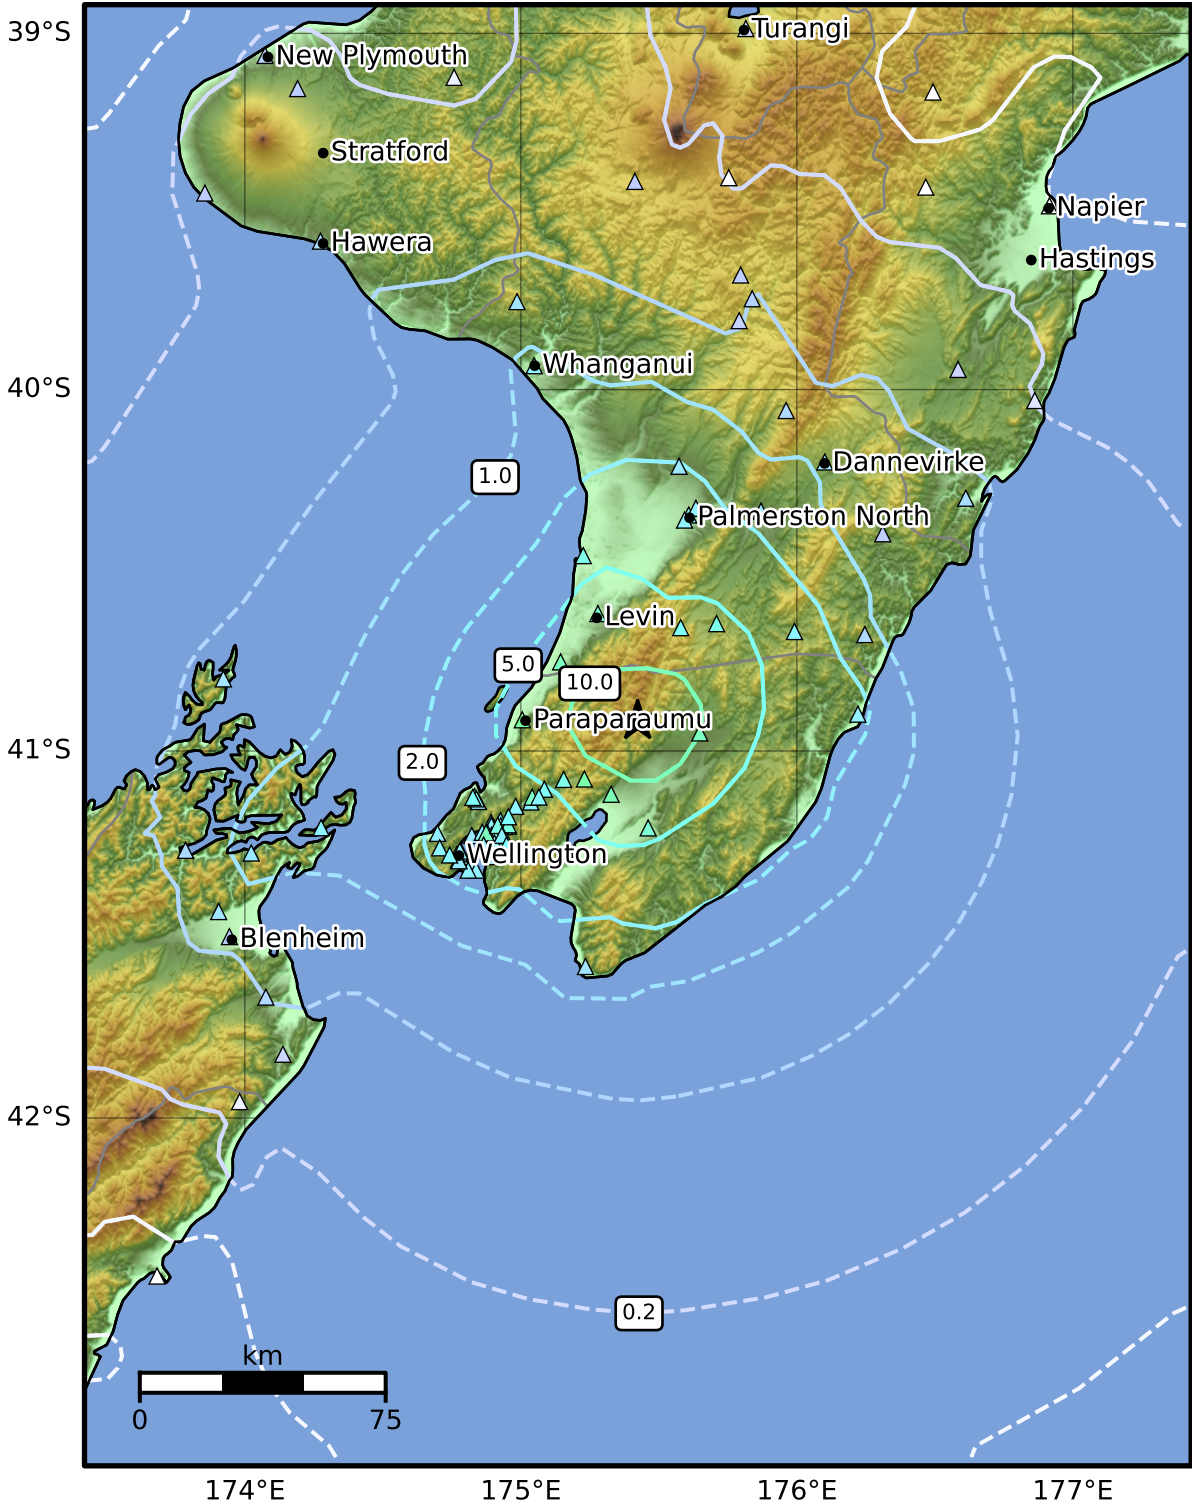 39°S
Turangi
New Plymouth
Stratford
Napier
Hawera
Hastings
Whanganui
40°S
Dannevirke
1.0
Palmerston North
Levin
5.0
10.0
Paraparaumu
41°S
2.0
Wellington
Blenheim
42°S
0.2
km
0
75
174°E
175°E
176°E
177°E